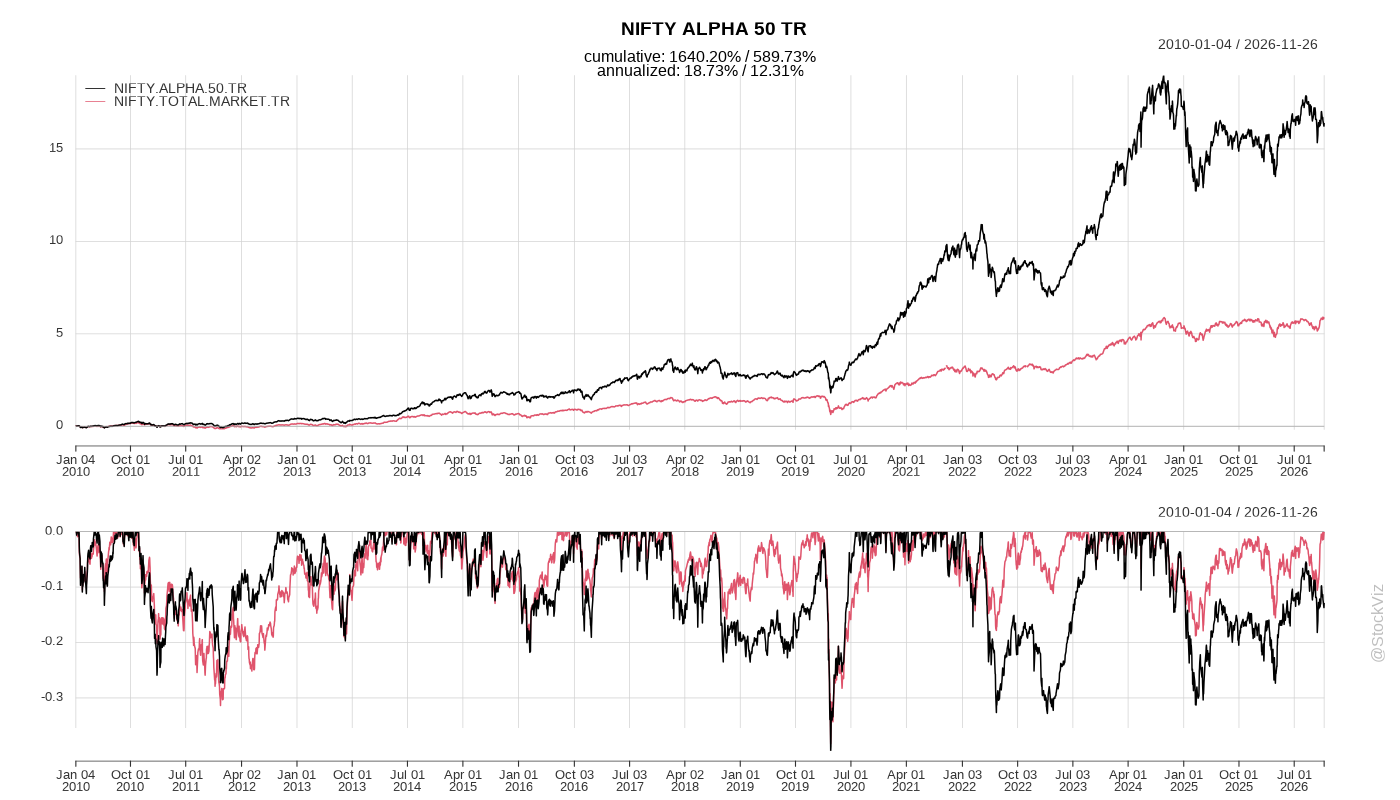 NIFTY ALPHA 50 TR
cumulative: 1640.20% / 589.73%
annualized: 18.73% / 12.31%
2010-01-04 / 2026-11-26
NIFTY.ALPHA.50.TR
NIFTY.TOTAL.MARKET.TR
15
10
5
0
Jan 04 Oct 01 Jul 01 Apr 02 Jan 01 Oct 01 Jul 01 Apr 01 Jan 01 Oct 03 Jul 03 Apr 02 Jan 01 Oct 01 Jul 01 Apr 01 Jan 03 Oct 03 Jul 03 Apr 01 Jan 01 Oct 01 Jul 01
2010 2010 2011 2012 2013 2013 2014 2015 2016 2016 2017 2018 2019 2019 2020 2021 2022 2022 2023 2024 2025 2025 2026
2010-01-04 / 2026-11-26
0.0
-0.1
-0.2
-0.3
Jan 04 Oct 01 Jul 01 Apr 02 Jan 01 Oct 01 Jul 01 Apr 01 Jan 01 Oct 03 Jul 03 Apr 02 Jan 01 Oct 01 Jul 01 Apr 01 Jan 03 Oct 03 Jul 03 Apr 01 Jan 01 Oct 01 Jul 01
2010 2010 2011 2012 2013 2013 2014 2015 2016 2016 2017 2018 2019 2019 2020 2021 2022 2022 2023 2024 2025 2025 2026
@StockViz